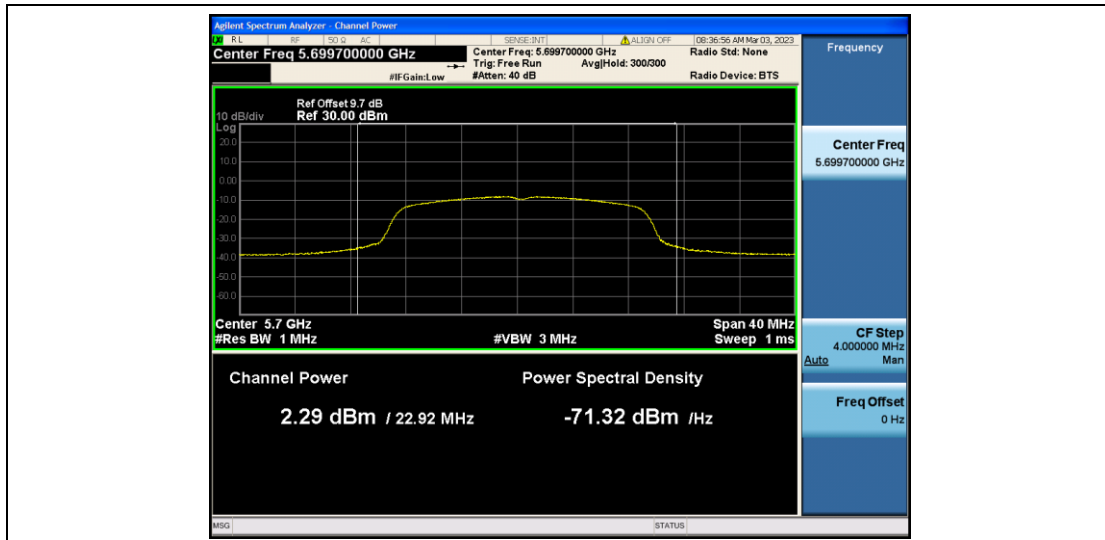 Agilent Spectrum Analyzer - Channel Power
RL RF 50 Ω AC SENSE:INT ALIGN OFF 08:36:56 AM Mar 03, 2023
Center Freq 5.699700000 GHz
Center Freq: 5.699700000 GHz Radio Std: None
Trig: Free Run Avg|Hold: 300/300
#IFGain:Low #Atten: 40 dB Radio Device: BTS
Frequency
Ref Offset 9.7 dB
10 dB/div Ref 30.00 dBm
Log
20.0
10.0
0.00
-10.0
-20.0
-30.0
-40.0
-50.0
-60.0
Center 5.7 GHz Span 40 MHz
#Res BW 1 MHz #VBW 3 MHz Sweep 1 ms
Center Freq
5.699700000 GHz
CF Step
4.000000 MHz
Auto Man
Freq Offset
0 Hz
Channel Power Power Spectral Density
2.29 dBm / 22.92 MHz -71.32 dBm /Hz
MSG STATUS